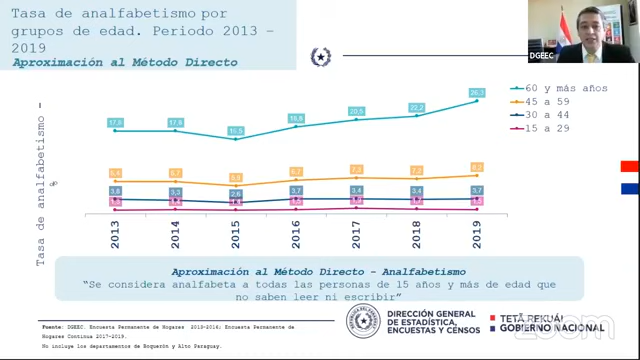 Tasa de analfabetismo por
grupos de edad. Periodo 2013 –
2019
Aproximación al Método Directo
DGEEC
Tasa de analfabetismo –
%
17,8 17,8 15,5 20,5 22,2 26,3
3,8 3,3 2,6 3,7 3,4 3,4 3,7
2013 2014 2015 2016 2017 2018 2019
60 y más años
45 a 59
30 a 44
15 a 29
Aproximación al Método Directo - Analfabetismo
“Se considera analfabeta a todas las personas de 15 años y más de edad que
no saben leer ni escribir”
Fuente: DGEEC. Encuesta Permanente de Hogares 2013-2016; Encuesta Permanente de
Hogares Continua 2017-2019.
No incluye los departamentos de Boquerón y Alto Paraguay.
DIRECCIÓN GENERAL
DE ESTADÍSTICA,
ENCUESTAS Y CENSOS
TETÃ REKUÁI
GOBIERNO NACIONAL
zoom